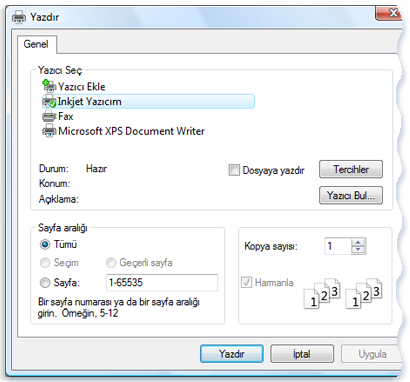 Yazdır
Genel
Yazıcı Seç
Yazıcı Ekle
Inkjet Yazıcım
Fax
Microsoft XPS Document Writer
Durum: Hazır
Konum:
Açıklama:
Dosyaya yazdır
Tercihler
Yazıcı Bul...
Sayfa aralığı
Tümü
Seçim Geçerli sayfa
Sayfa: 1-65535
Bir sayfa numarası ya da bir sayfa aralığı
girin. Örneğin, 5-12
Kopya sayısı: 1
Harmanla
1 2 3 1 2 3
Yazdır İptal Uygula